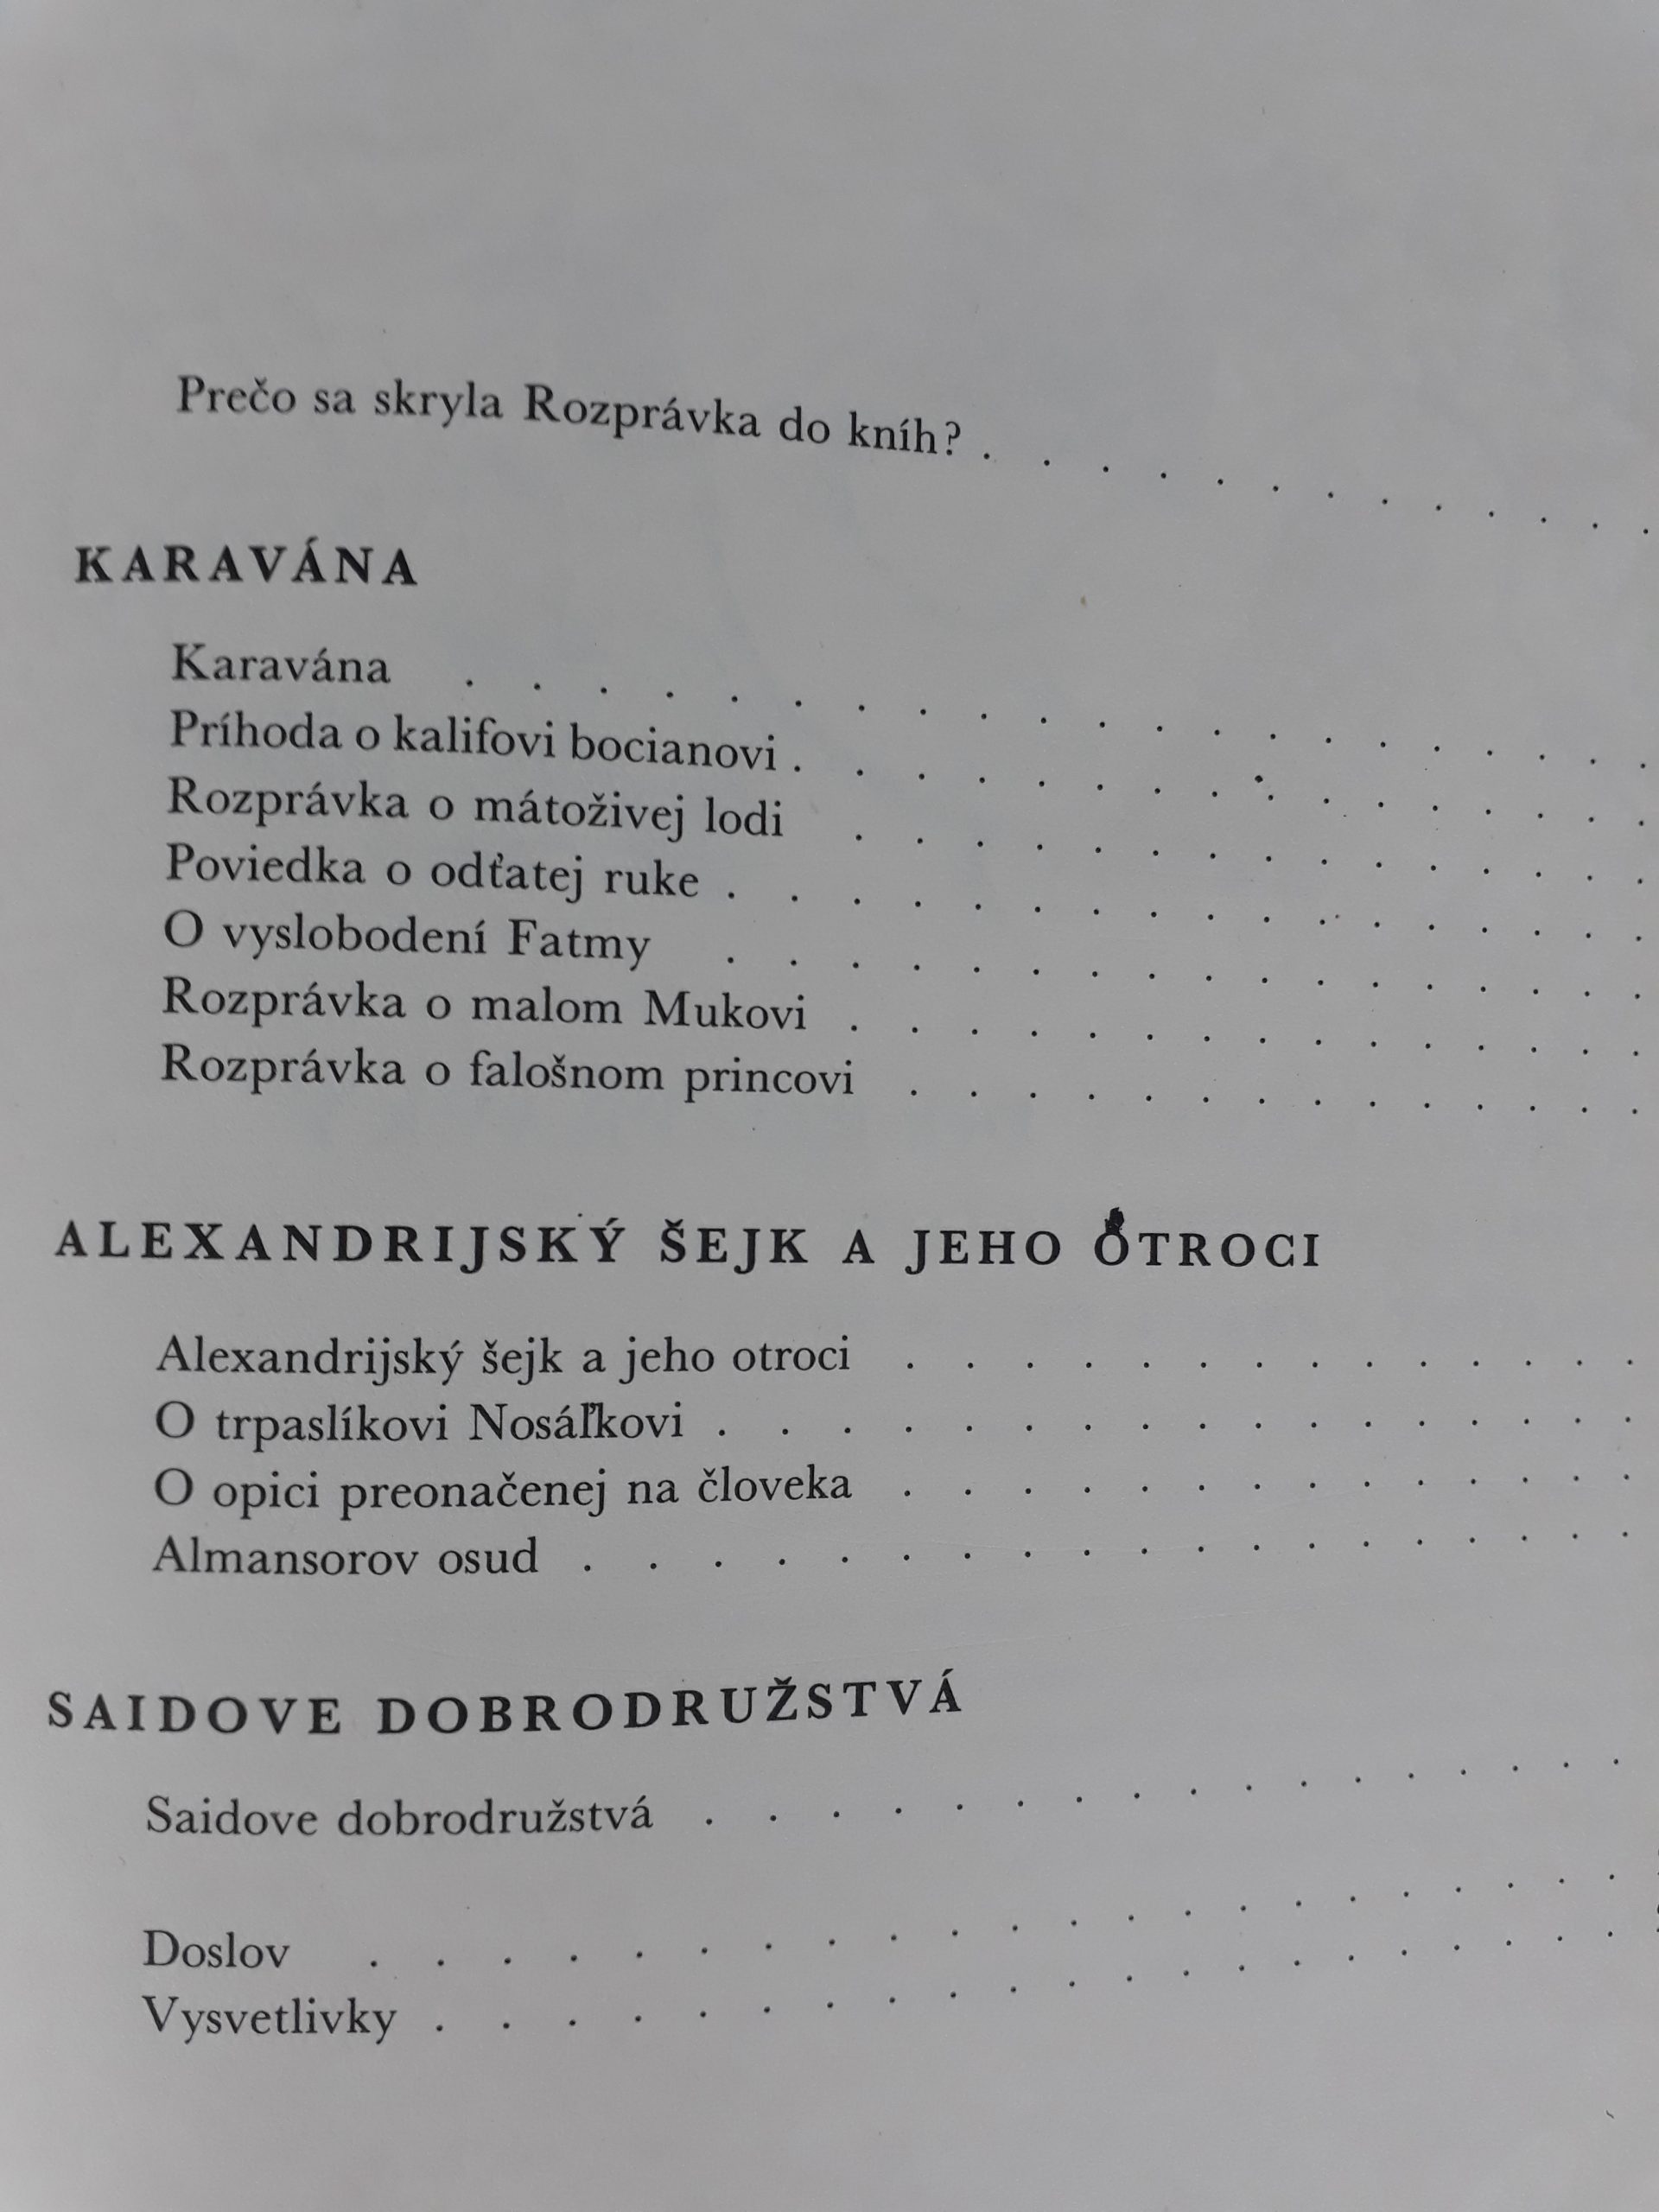 Prečo sa skryla Rozprávka do kníh? . . . . . . . . . . . . .
KARAVÁNA
Karavána . . . . . . . . . . . . . . . . . . . .
Príhoda o kalifovi bocianovi . . . . . . . . . . . . . . .
Rozprávka o mátoživej lodi . . . . . . . . . . . . . .
Poviedka o odťatej ruke . . . . . . . . . . . . . . . .
O vyslobodení Fatmy . . . . . . . . . . . . . . . .
Rozprávka o malom Mukovi . . . . . . . . . . . . . .
Rozprávka o falošnom princovi . . . . . . . . . . . . .
ALEXANDRIJSKÝ ŠEJK A JEHO OTROCI
Alexandrijský šejk a jeho otroci . . . . . . . . . . . . .
O trpaslíkovi Nosáľkovi . . . . . . . . . . . . . . . .
O opici preonačenej na človeka . . . . . . . . . . . . .
Almansorov osud . . . . . . . . . . . . . . . . . .
SAIDOVE DOBRODRUŽSTVÁ
Saidove dobrodružstvá . . . . . . . . . . . . . . . .
Doslov . . . . . . . . . . . . . . . . . . . . .
Vysvetlivky . . . . . . . . . . . . . . . . . . . .